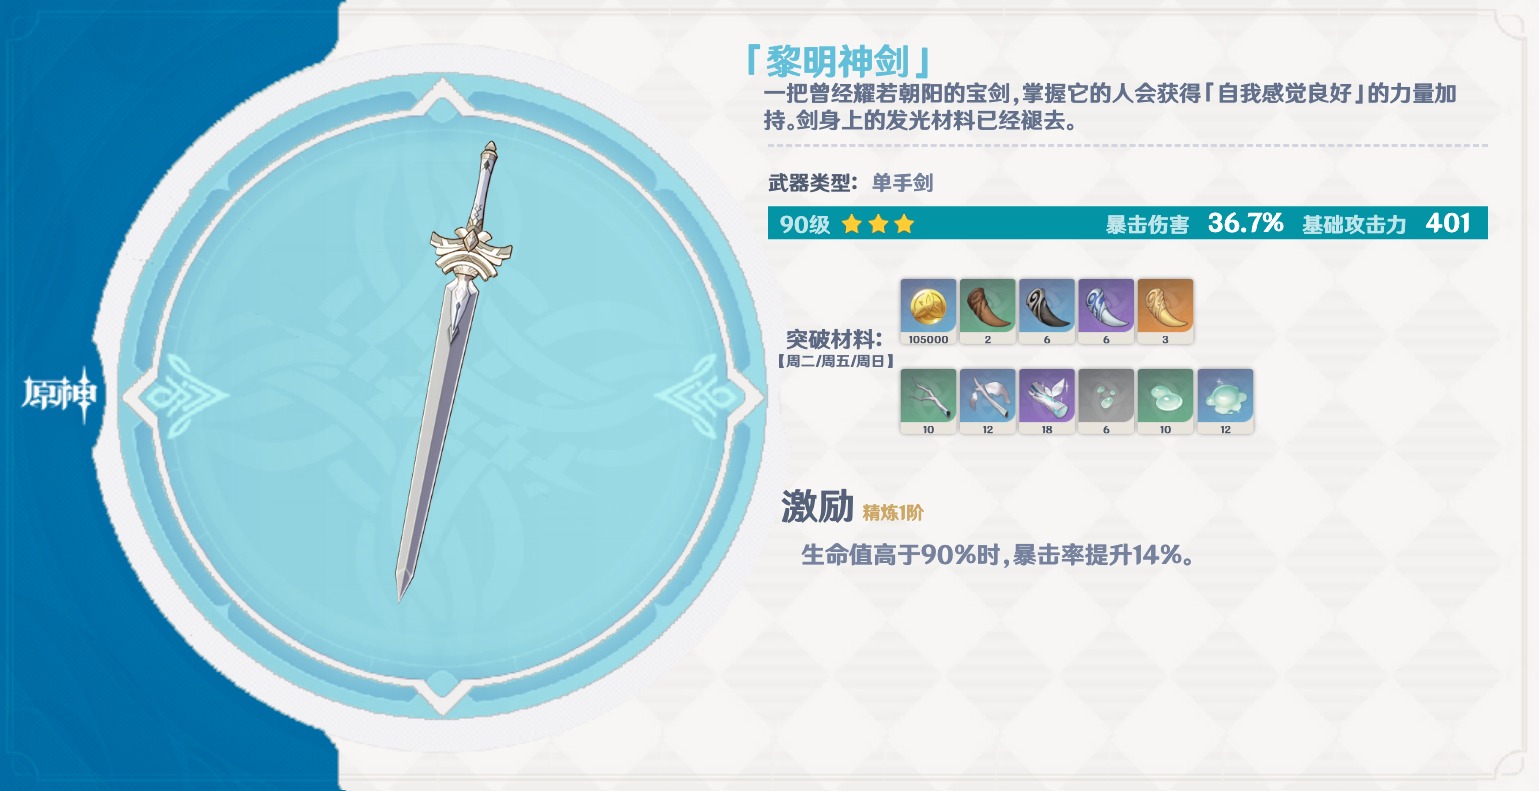 原神
「黎明神剑」
一把曾经耀若朝阳的宝剑,掌握它的人会获得「自我感觉良好」的力量加
持。剑身上的发光材料已经褪去。
武器类型: 单手剑
90级 暴击伤害 36.7% 基础攻击力 401
105000 2 6 6 3
突破材料:
【周二/周五/周日】
10 12 18 6 10 12
激励 精炼1阶
生命值高于90%时,暴击率提升14%。